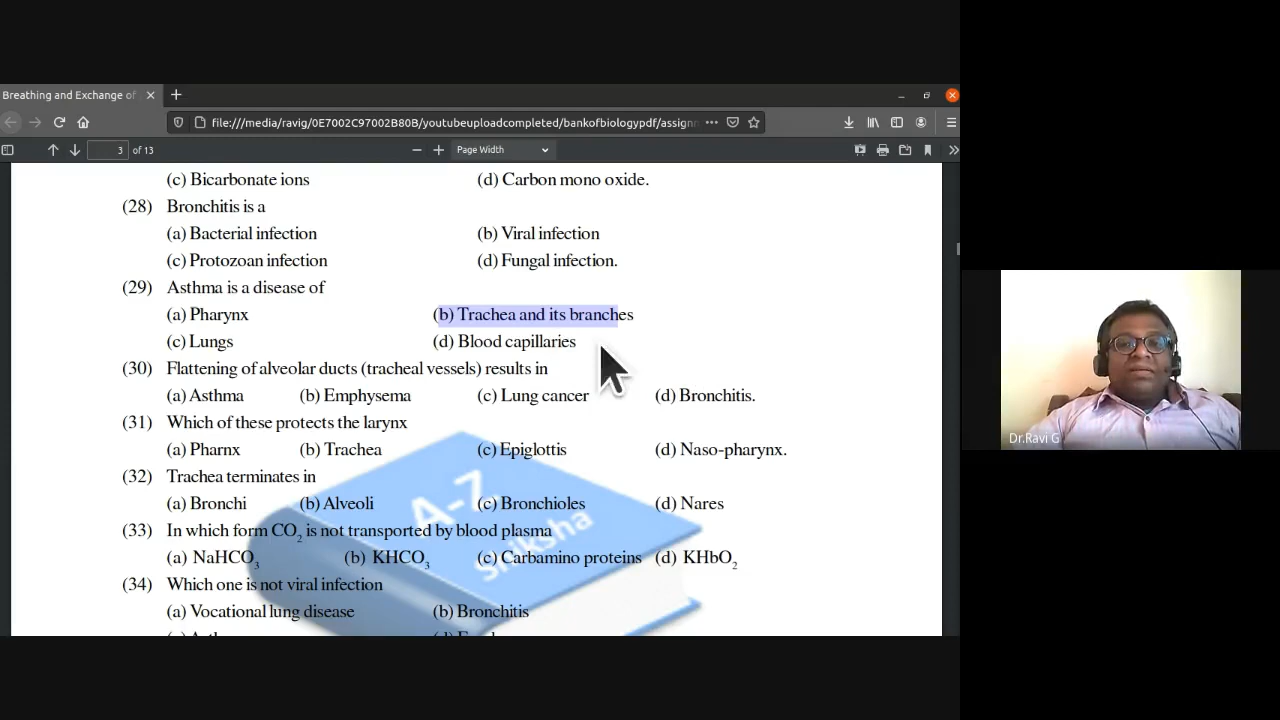 Breathing and Exchange of
file:///media/ravig/0E7002C97002B80B/youtubeuploadcompleted/bankofbiologypdf/assignn
3 of 13
Page Width
(c) Bicarbonate ions (d) Carbon mono oxide.
(28) Bronchitis is a
(a) Bacterial infection (b) Viral infection
(c) Protozoan infection (d) Fungal infection.
(29) Asthma is a disease of
(a) Pharynx (b) Trachea and its branches
(c) Lungs (d) Blood capillaries
(30) Flattening of alveolar ducts (tracheal vessels) results in
(a) Asthma (b) Emphysema (c) Lung cancer (d) Bronchitis.
(31) Which of these protects the larynx
(a) Pharnx (b) Trachea (c) Epiglottis (d) Naso-pharynx.
(32) Trachea terminates in
(a) Bronchi (b) Alveoli (c) Bronchioles (d) Nares
(33) In which form CO2 is not transported by blood plasma
(a) NaHCO3 (b) KHCO3 (c) Carbamino proteins (d) KHbO2
(34) Which one is not viral infection
(a) Vocational lung disease (b) Bronchitis
A-Z
Shiksha
Dr.Ravi G